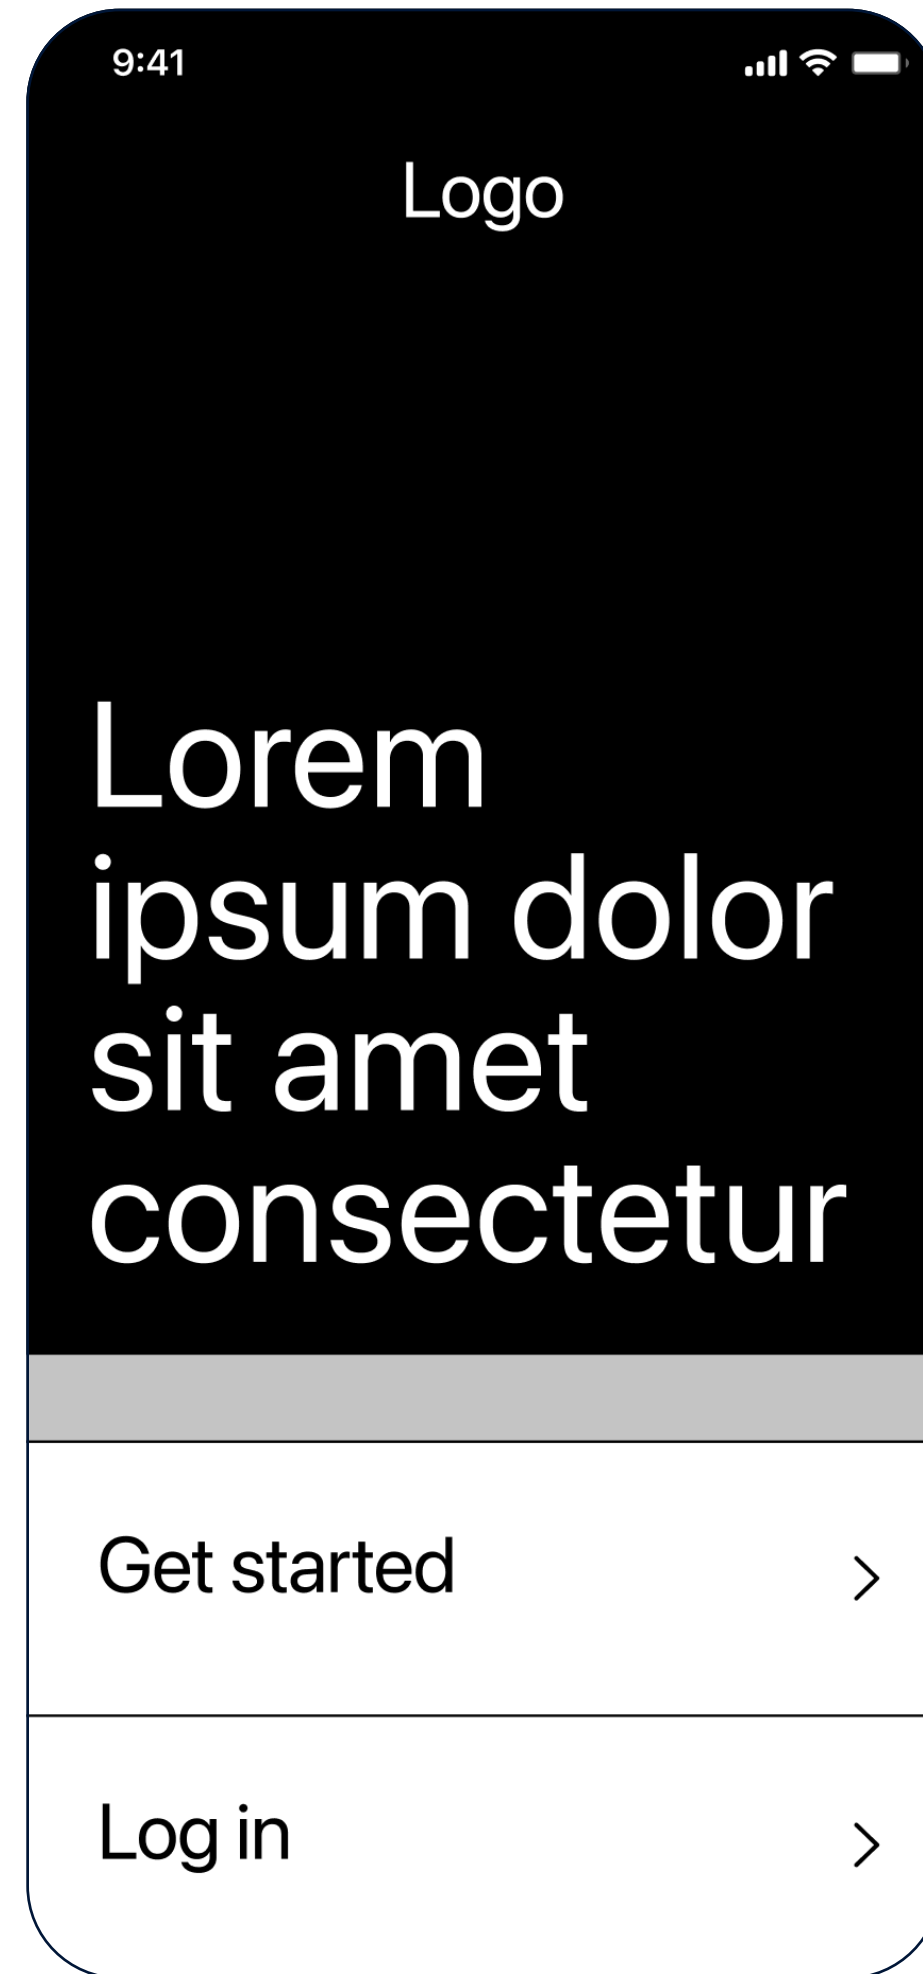 9:41
Logo
Lorem
ipsum dolor
sit amet
consectetur
Get started
Log in